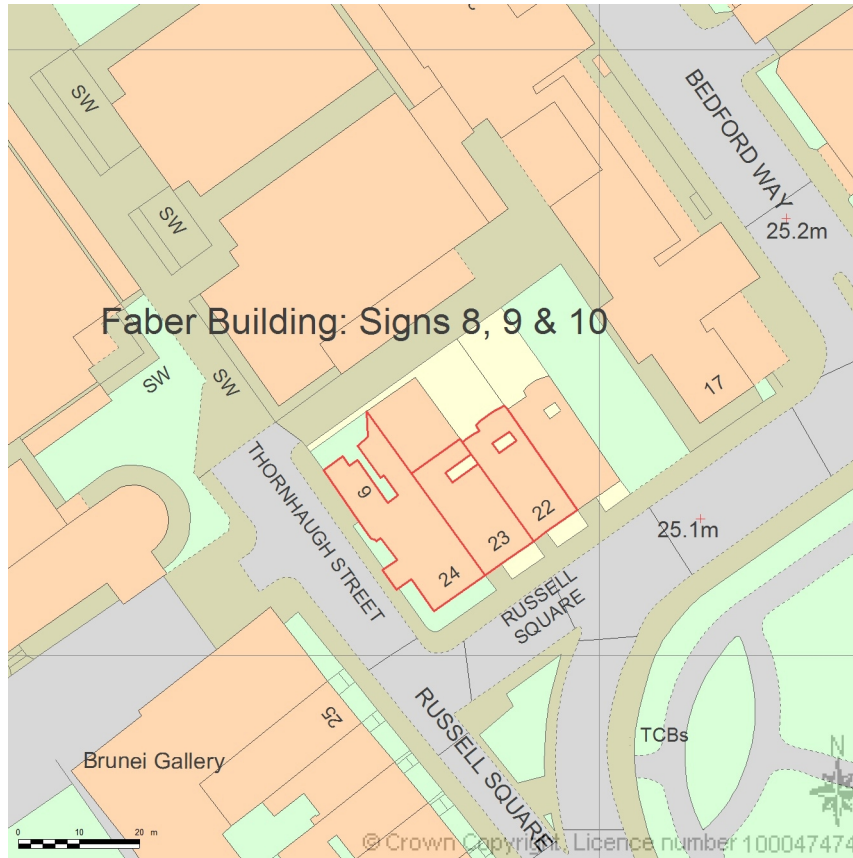 SW
BEDFORD WAY
SW
25.2m
Faber Building: Signs 8, 9 & 10
SW
SW
17
THORNHAUGH STREET
9
22
25.1m
23
24
RUSSELL
SQUARE
RUSSELL SQUARE
25
TCBs
Brunei Gallery
N
0 10 20 m
© Crown Copyright. Licence number 100047474